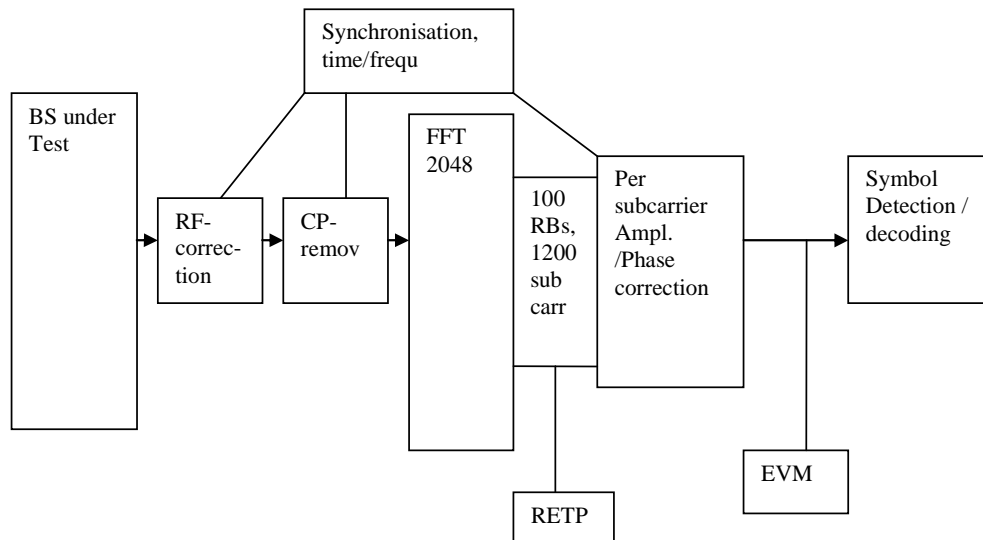 Synchronisation,
time/frequ
BS under
Test
RF-
correc-
tion
CP-
remov
FFT
2048
100
RBs,
1200
sub
carr
Per
subcarrier
Ampl.
/Phase
correction
Symbol
Detection /
decoding
EVM
RETP